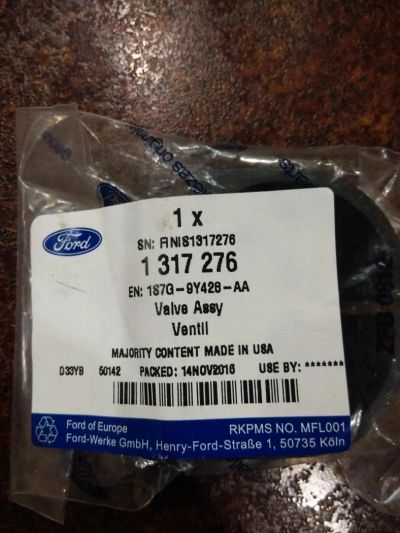 Ford
1 x
SN: FINIS1317276
1 317 276
EN: 1S7G-9Y428-AA
Valve Assy
Ventil
MAJORITY CONTENT MADE IN USA
D33YB 50142 PACKED: 14NOV2016 USE BY: *******
Ford of Europe
RKPMS NO. MFL001
Ford-Werke GmbH, Henry-Ford-Straße 1, 50735 Köln